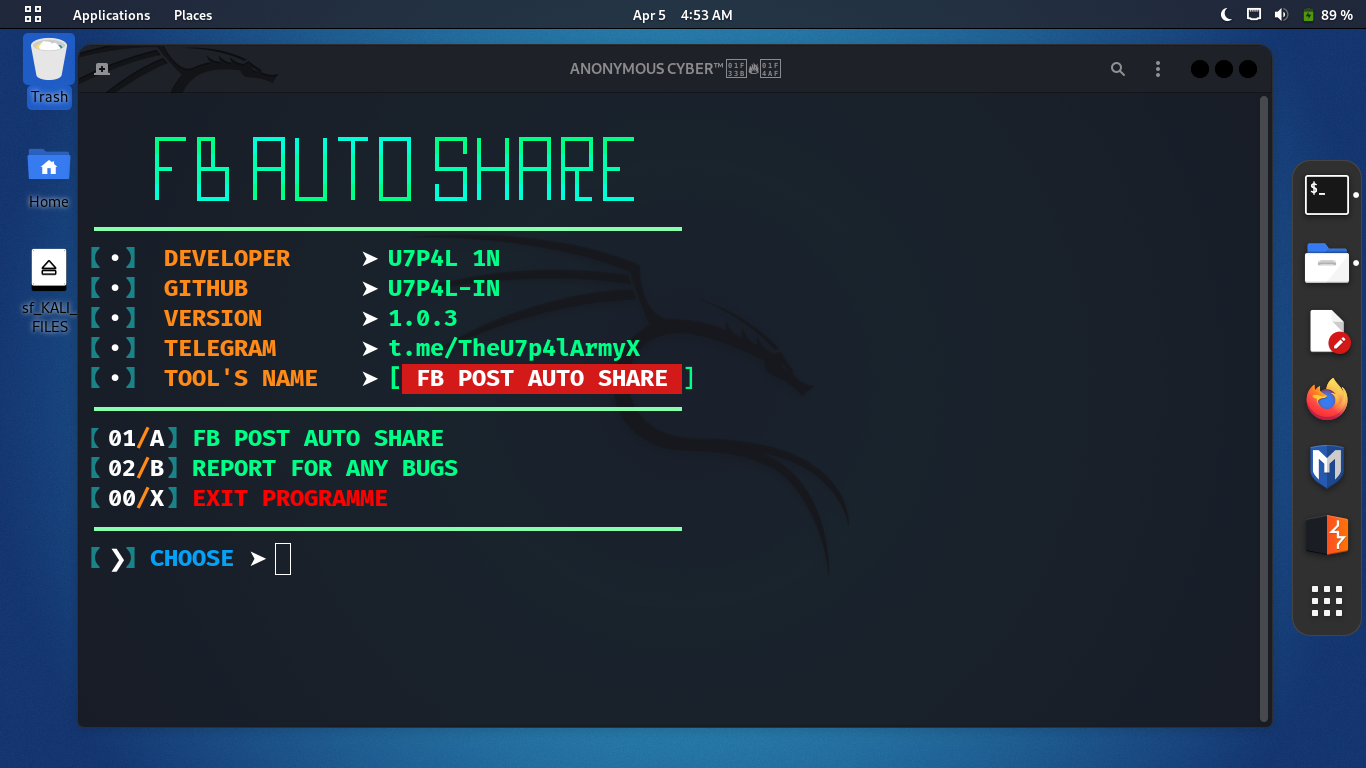 Applications Places Apr 5 4:53 AM 89 %
Trash
ANONYMOUS CYBER™
Home
sf_KALI_
FILES
FB AUTO SHARE
【•】 DEVELOPER ➤ U7P4L 1N
【•】 GITHUB ➤ U7P4L-IN
【•】 VERSION ➤ 1.0.3
【•】 TELEGRAM ➤ t.me/TheU7p4lArmyX
【•】 TOOL'S NAME ➤ [ FB POST AUTO SHARE ]
【01/A】 FB POST AUTO SHARE
【02/B】 REPORT FOR ANY BUGS
【00/X】 EXIT PROGRAMME
【❯】 CHOOSE ➤
$_